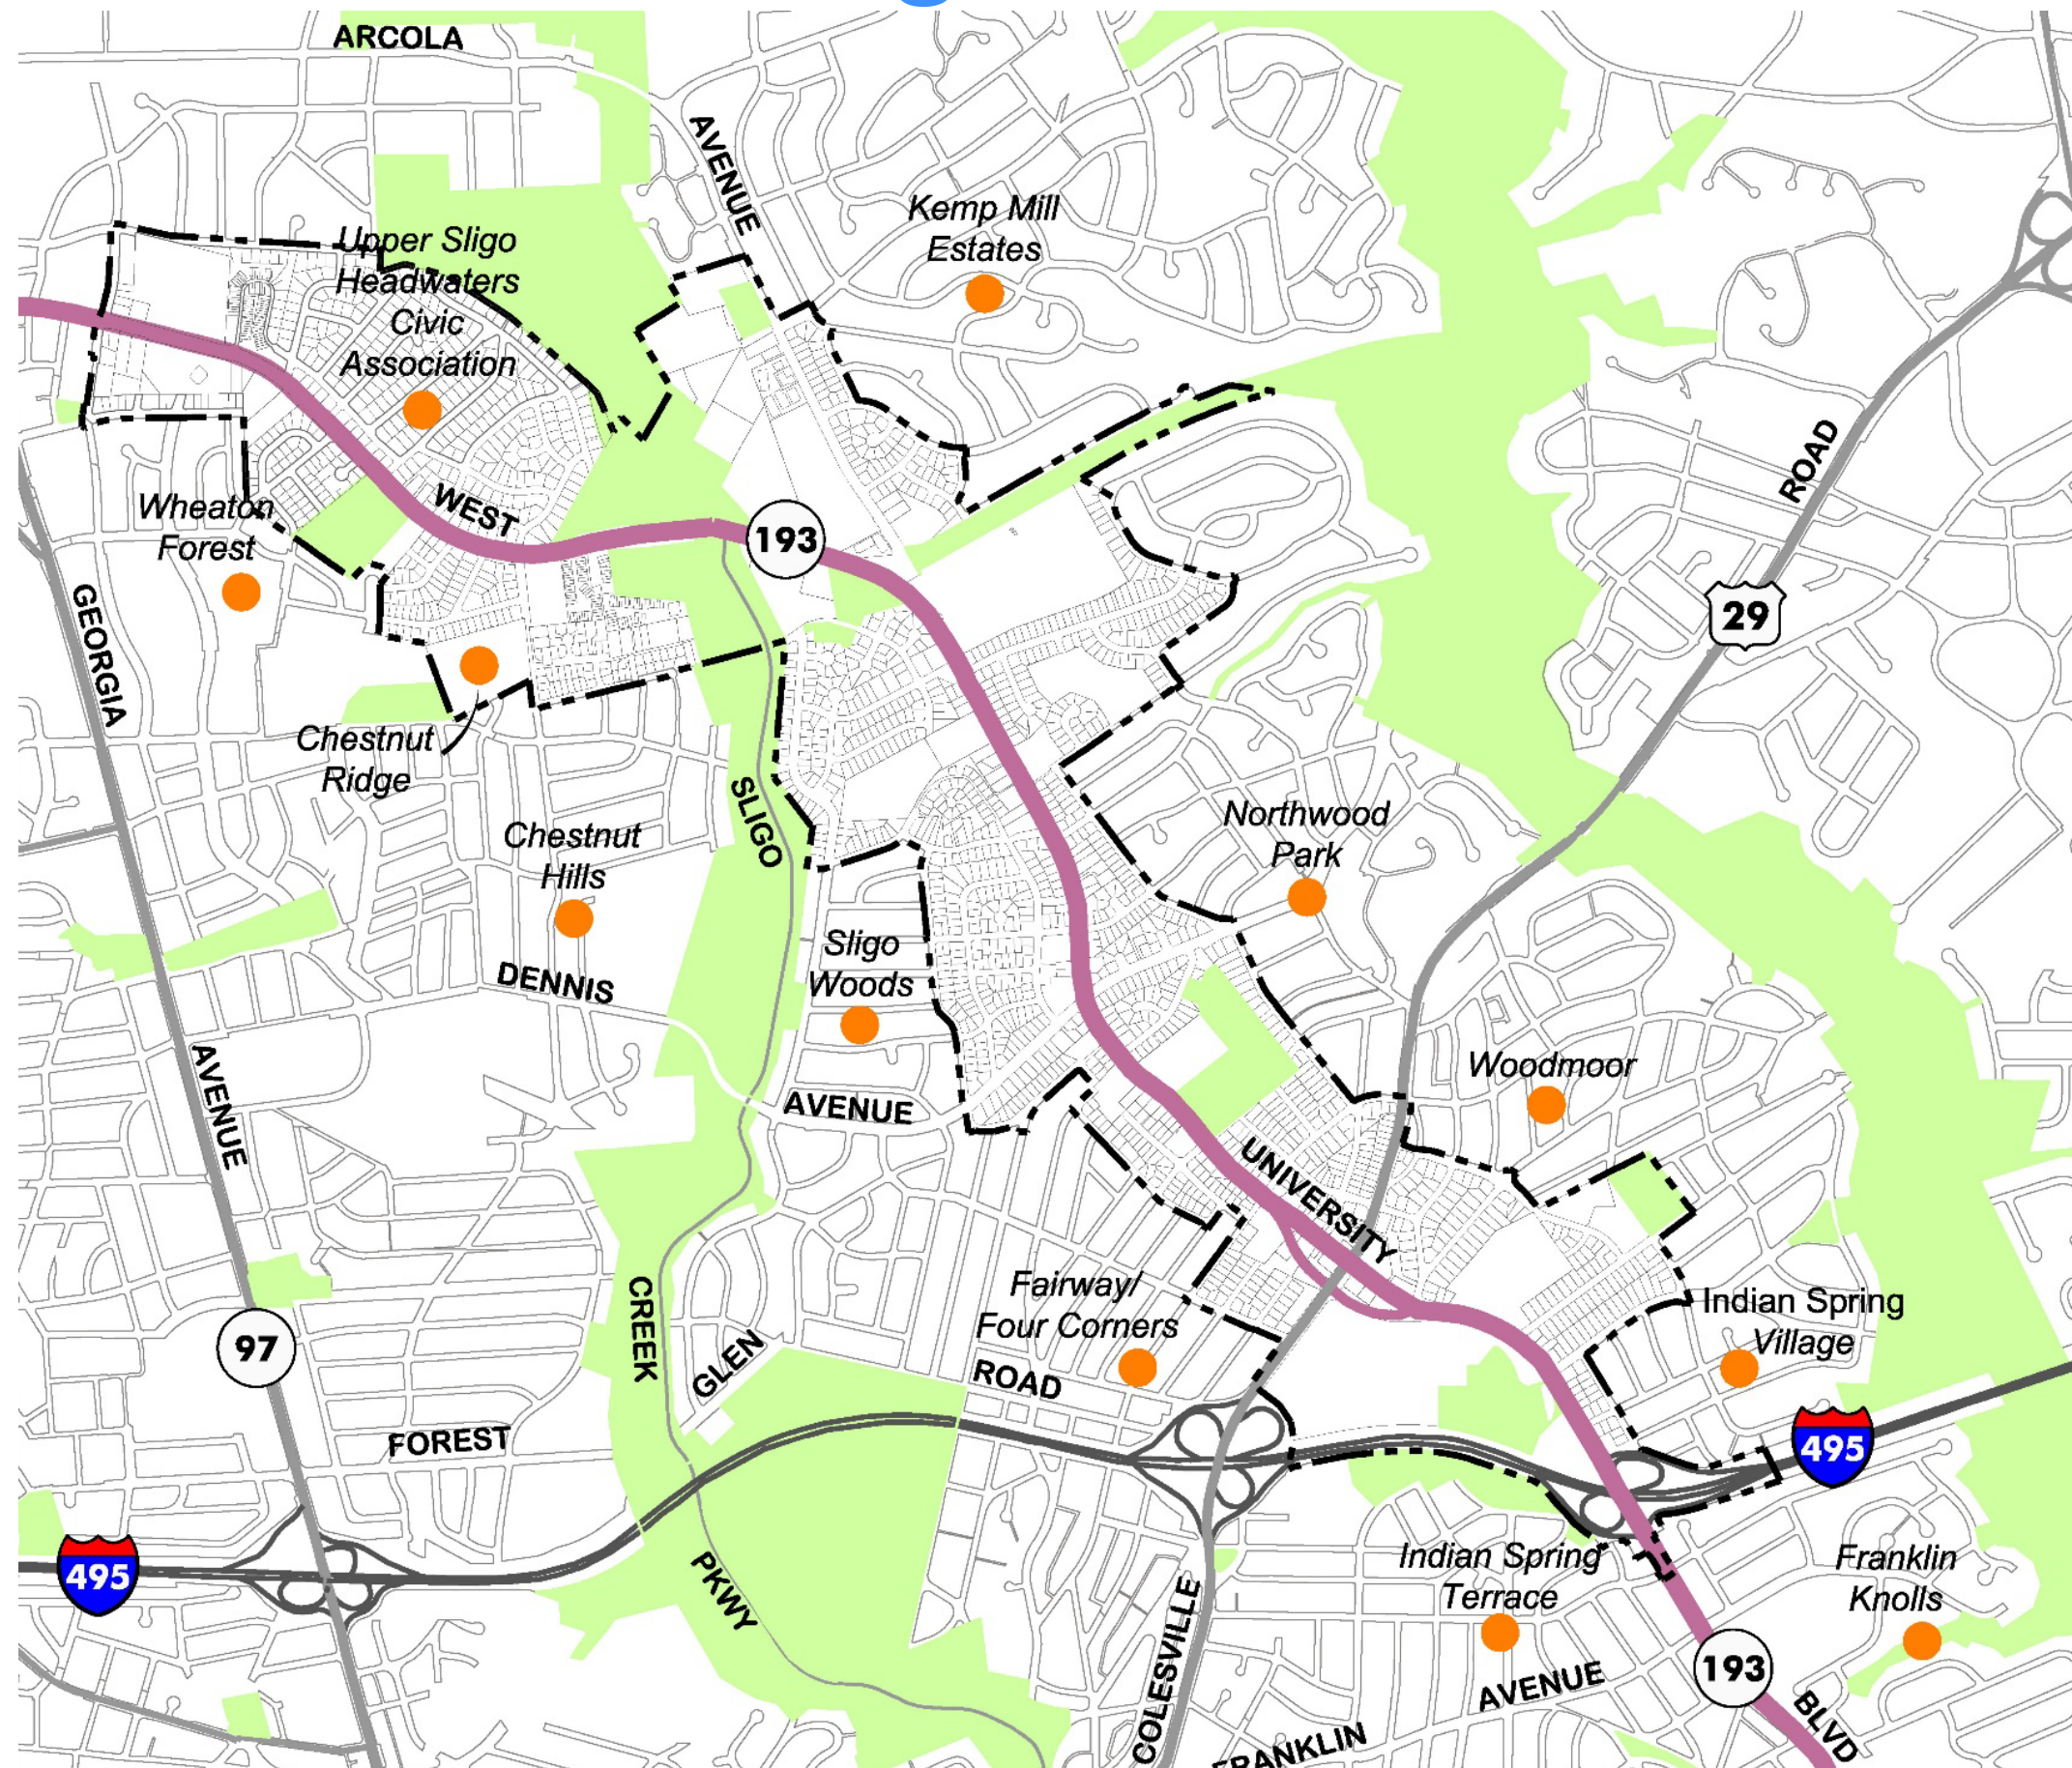 ARCOLA
AVENUE
Kemp Mill
Estates
Upper Sligo
Headwaters
Civic
Association
ROAD
WEST
193
Wheaton
Forest
29
GEORGIA
Chestnut
Ridge
SLIGO
Northwood
Park
Chestnut
Hills
Sligo
Woods
DENNIS
AVENUE
Woodmoor
AVENUE
UNIVERSITY
Fairway/
Four Corners
Indian Spring
Village
CREEK
97
GLEN
ROAD
FOREST
495
495
PKWY
Indian Spring
Terrace
Franklin
Knolls
COLESVILLE
193
AVENUE
BLVD
FRANKLIN